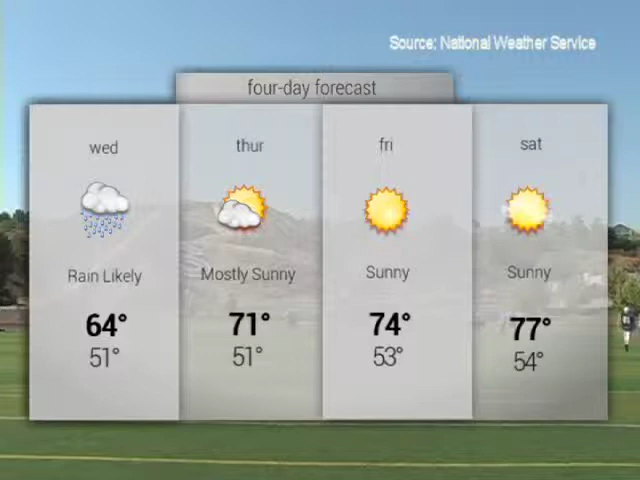 Source: National Weather Service
four-day forecast
wed
thur
fri
sat
Rain Likely
Mostly Sunny
Sunny
Sunny
64°
71°
74°
77°
51°
51°
53°
54°